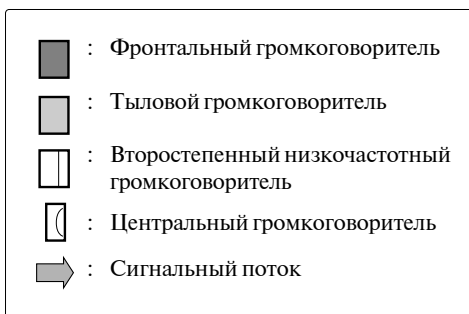 : Фронтальный громкоговоритель
: Тыловой громкоговоритель
: Второстепенный низкочастотный
громкоговоритель
: Центральный громкоговоритель
: Сигнальный поток